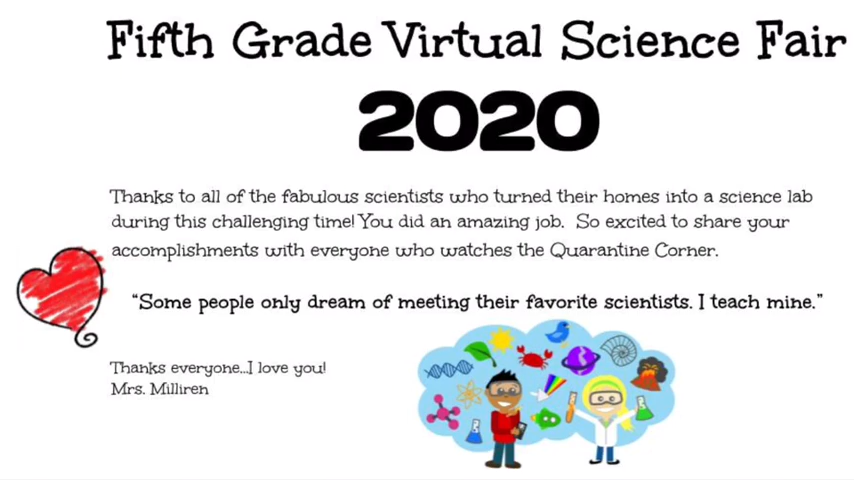 Fifth Grade Virtual Science Fair
2020
Thanks to all of the fabulous scientists who turned their homes into a science lab
during this challenging time! You did an amazing job. So excited to share your
accomplishments with everyone who watches the Quarantine Corner.
"Some people only dream of meeting their favorite scientists. I teach mine."
Thanks everyone...I love you!
Mrs. Milliren